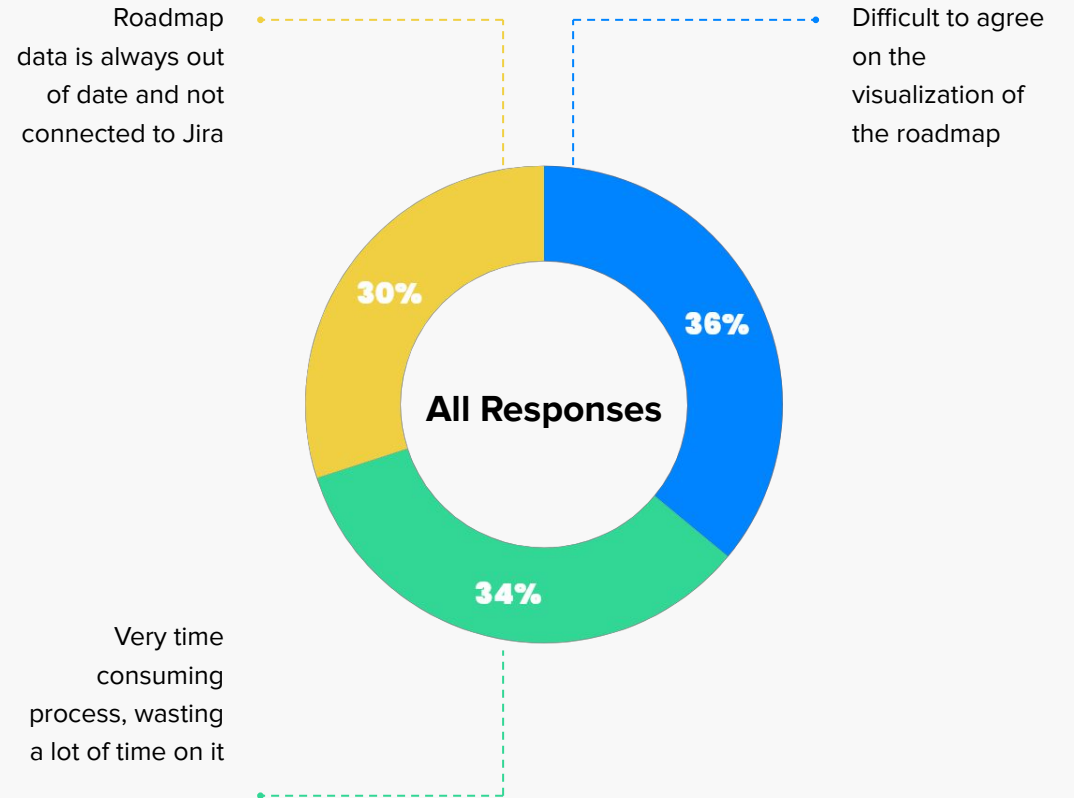 Roadmap
data is always out
of date and not
connected to Jira
Difficult to agree
on the
visualization of
the roadmap
30%
36%
All Responses
34%
Very time
consuming
process, wasting
a lot of time on it